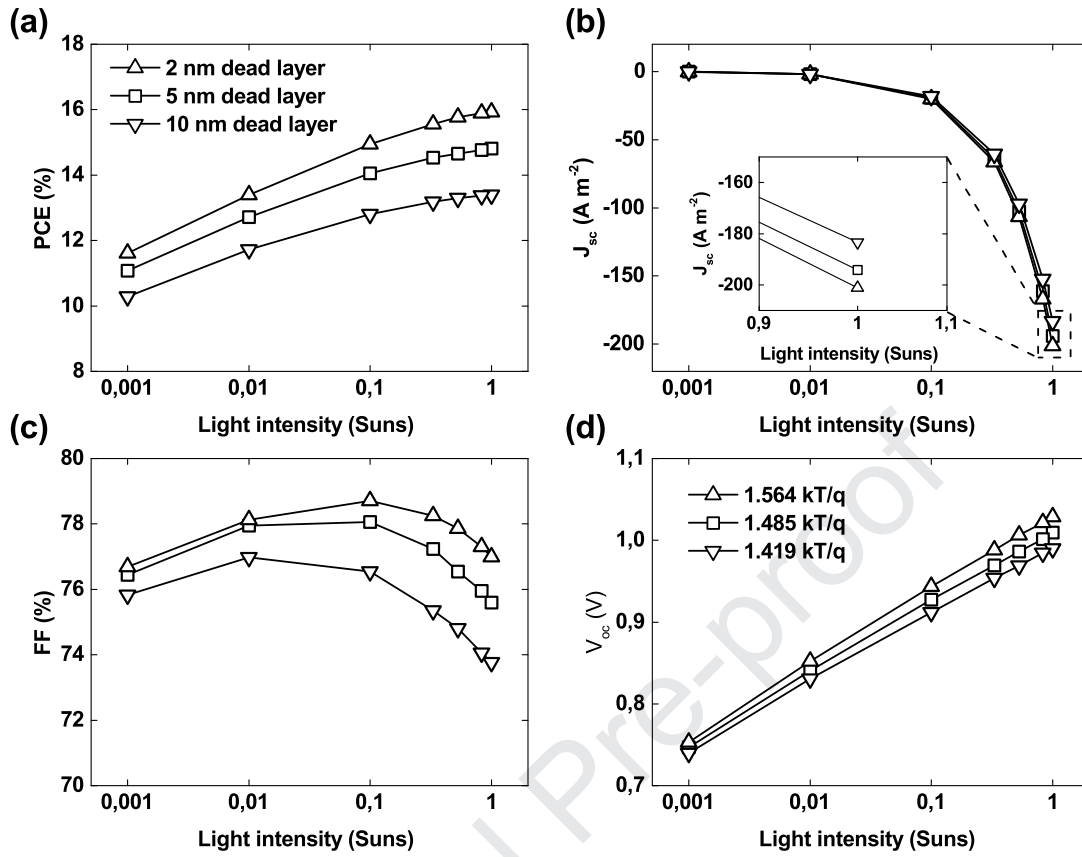 (a)
18
16
14
12
10
8
PCE (%)
2 nm dead layer
5 nm dead layer
10 nm dead layer
0,001
0,01
0,1
1
Light intensity (Suns)
(b)
0
-50
-100
-150
-200
J_sc (A m^-2)
-160
-180
-200
J_sc (A m^-2)
0,9
1
1,1
Light intensity (Suns)
0,001
0,01
0,1
1
Light intensity (Suns)
(c)
80
78
76
74
72
70
FF (%)
0,001
0,01
0,1
1
Light intensity (Suns)
(d)
1,1
1,0
0,9
0,8
0,7
V_oc (V)
1.564 kT/q
1.485 kT/q
1.419 kT/q
0,001
0,01
0,1
1
Light intensity (Suns)
Pre-proof